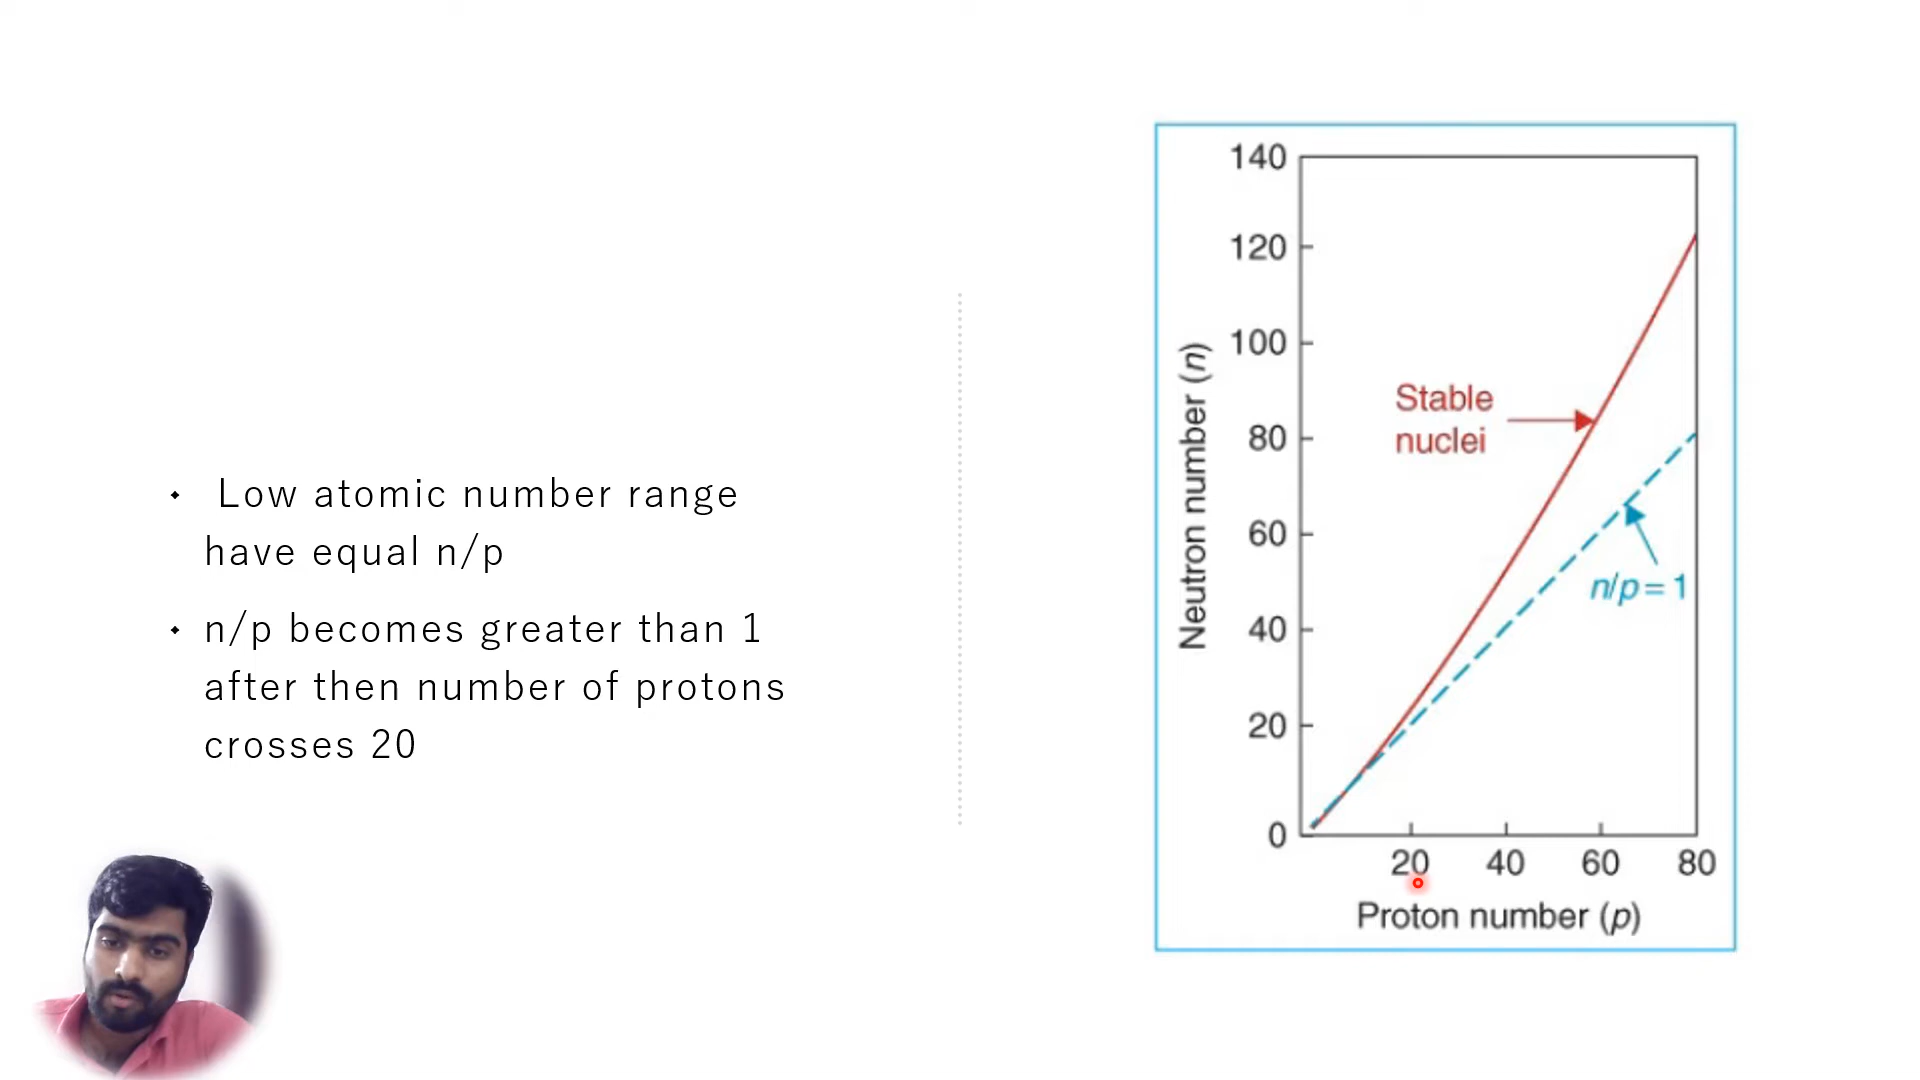 Low atomic number range
have equal n/p
n/p becomes greater than 1
after then number of protons
crosses 20
140
120
100
80
60
40
20
0
Neutron number (n)
Stable
nuclei
n/p = 1
20 40 60 80
Proton number (p)